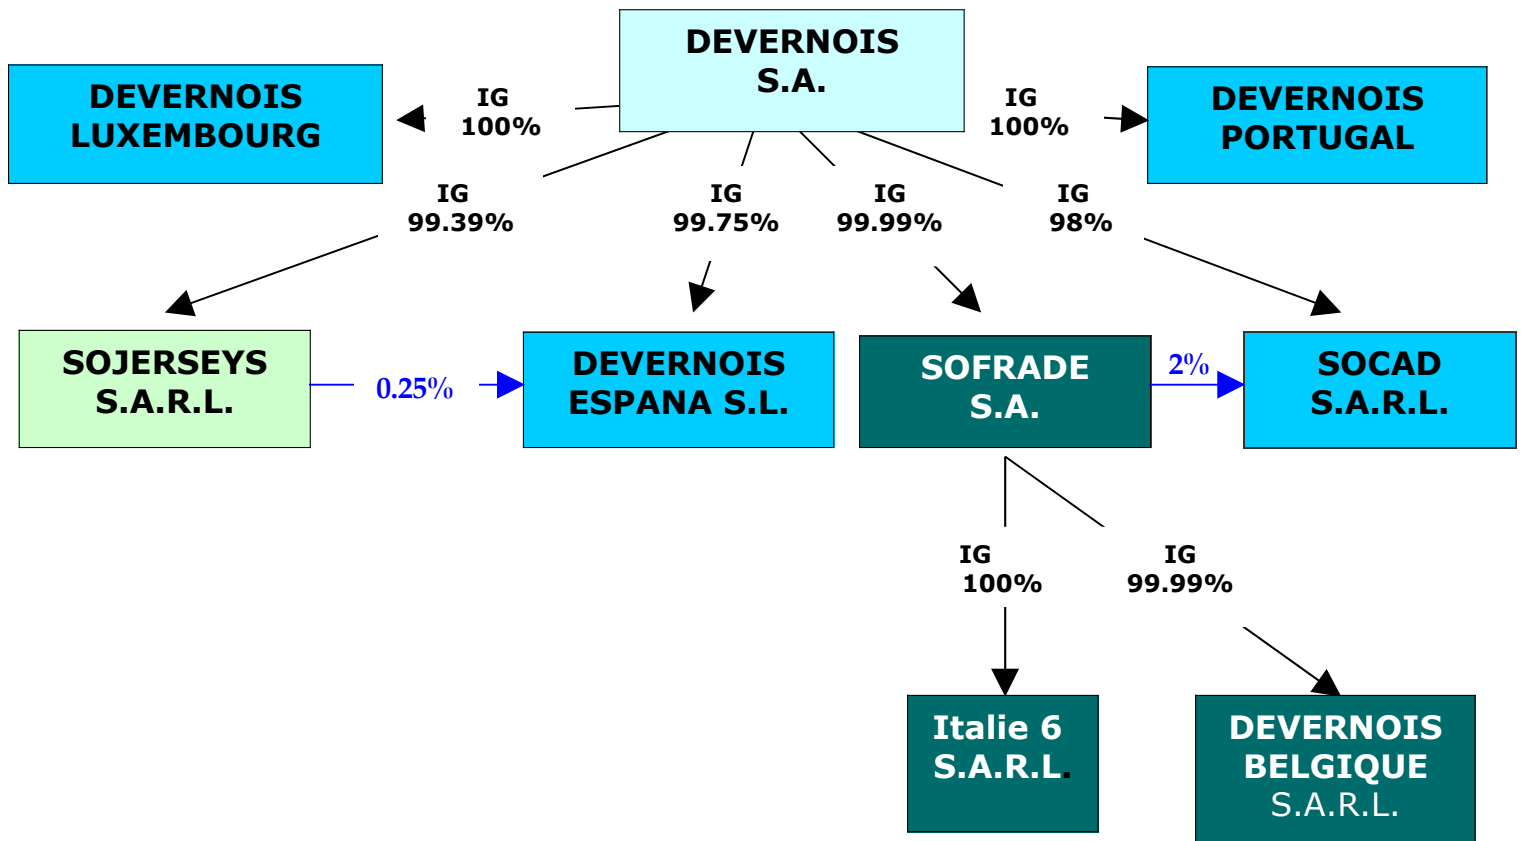 DEVERNOIS
S.A.
DEVERNOIS
LUXEMBOURG
IG
100%
IG
100%
DEVERNOIS
PORTUGAL
IG
99.39%
IG
99.75%
IG
99.99%
IG
98%
SOJERSEYS
S.A.R.L.
0.25%
DEVERNOIS
ESPANA S.L.
SOFRADE
S.A.
2%
SOCAD
S.A.R.L.
IG
100%
IG
99.99%
Italie 6
S.A.R.L.
DEVERNOIS
BELGIQUE
S.A.R.L.